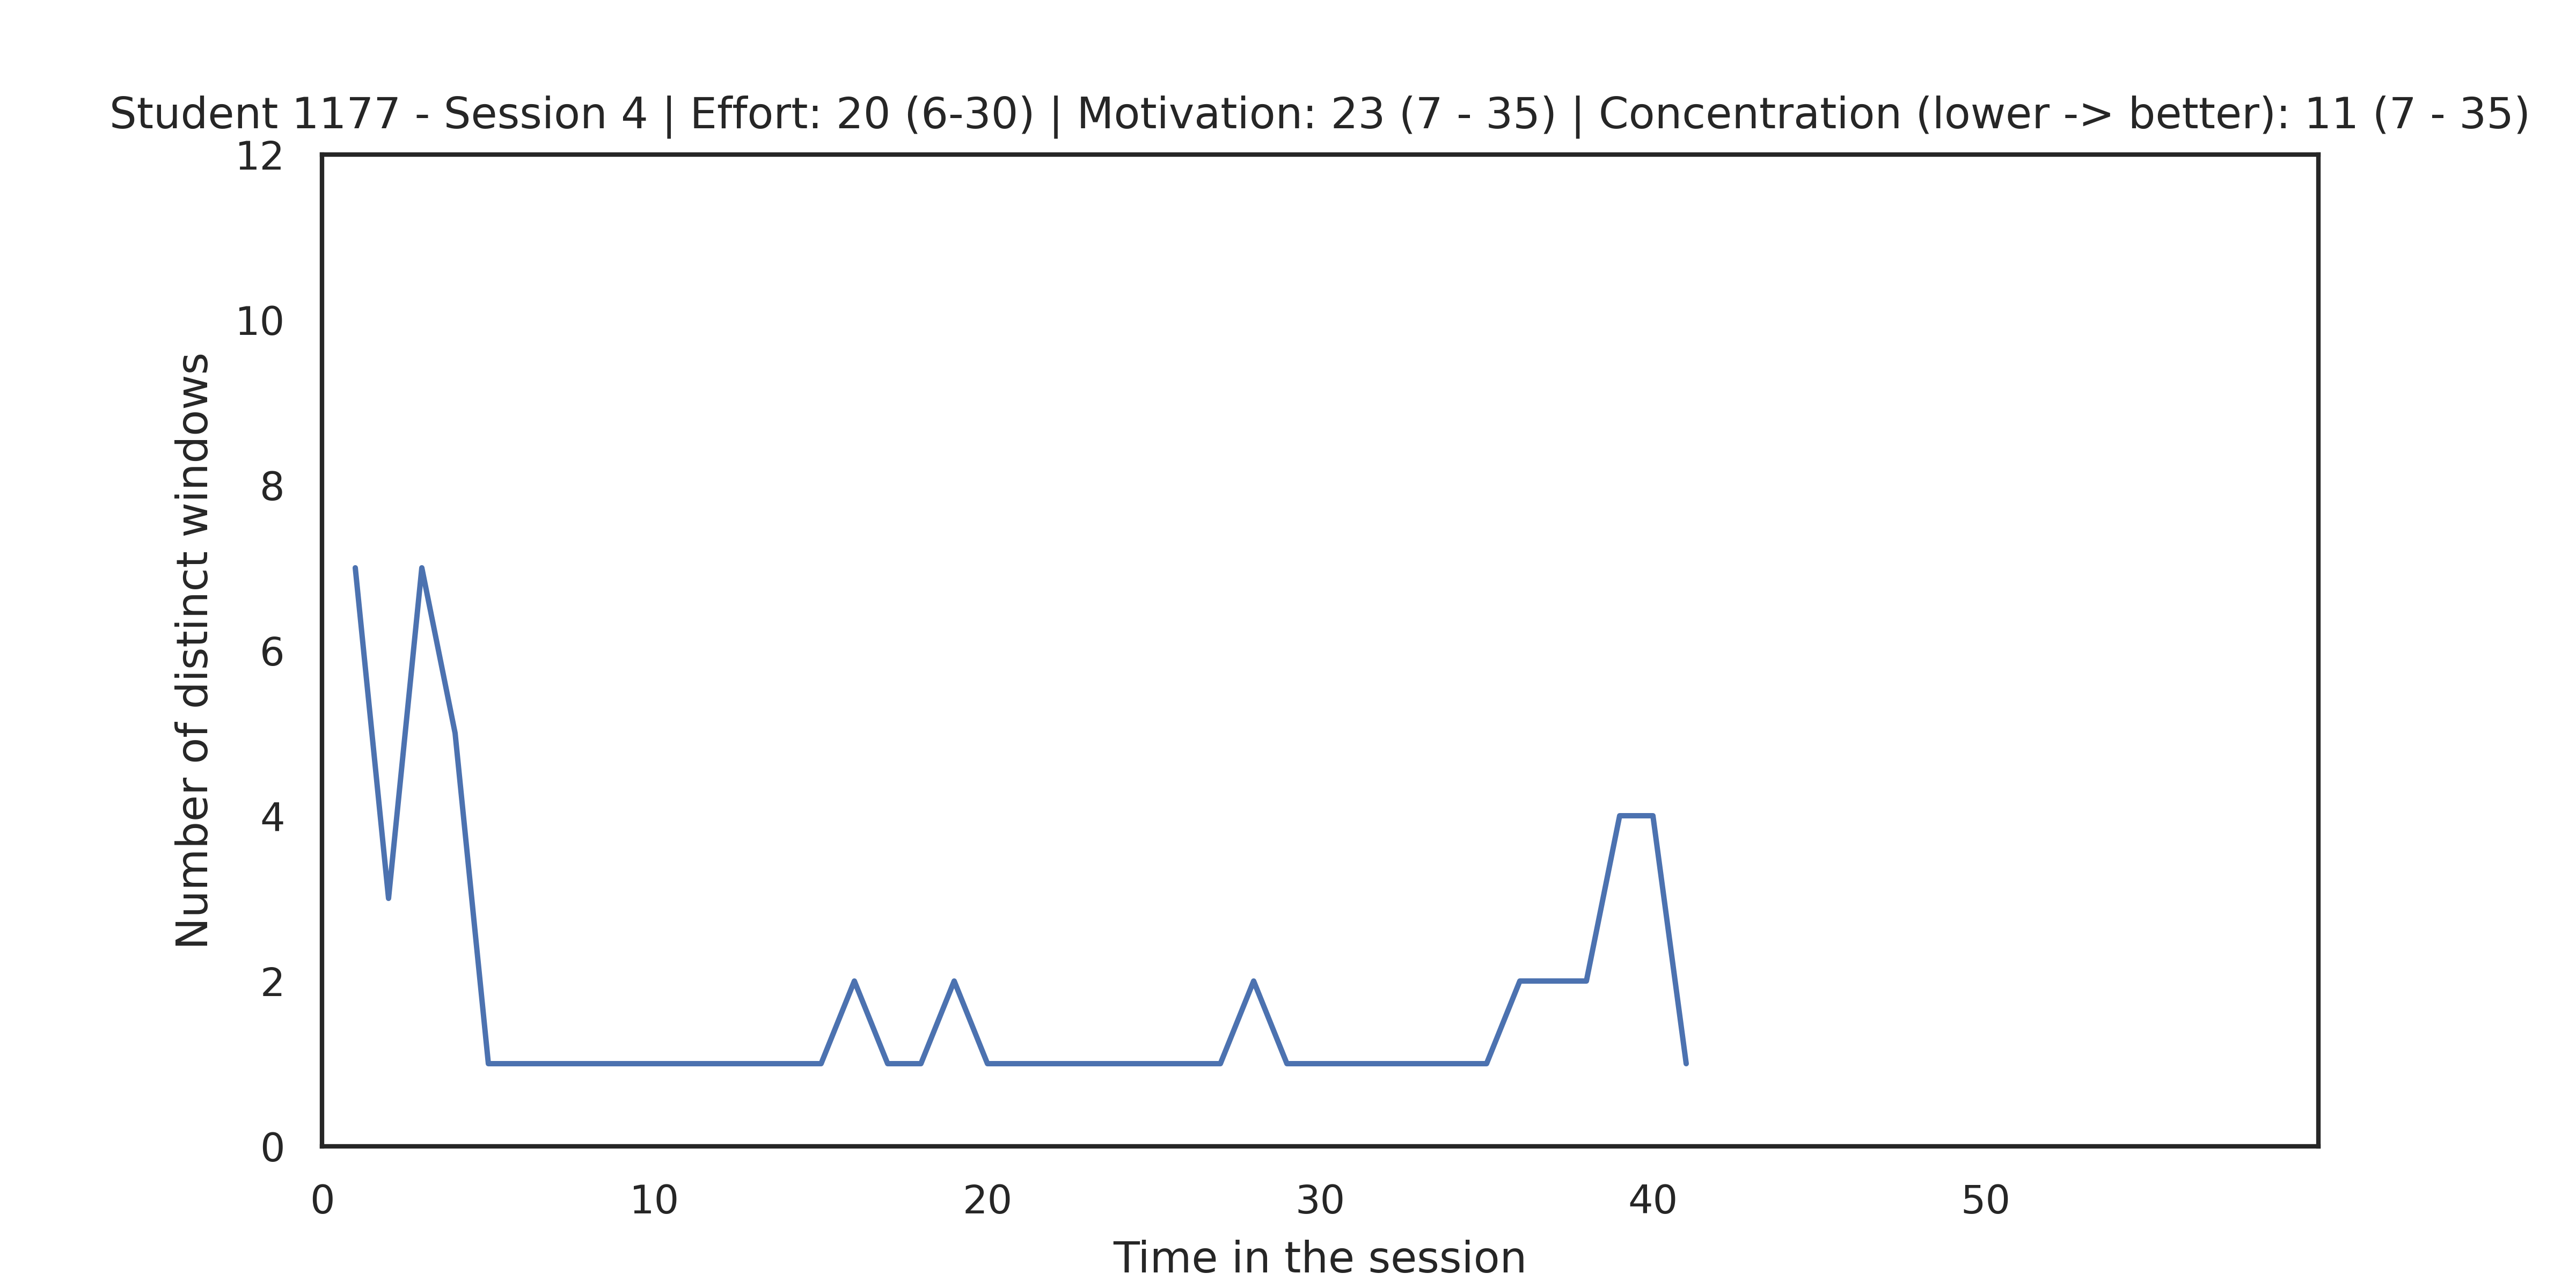 Student 1177 - Session 4 | Effort: 20 (6-30) | Motivation: 23 (7 - 35) | Concentration (lower -> better): 11 (7 - 35)
12
10
8
6
4
2
0
Number of distinct windows
0 10 20 30 40 50
Time in the session